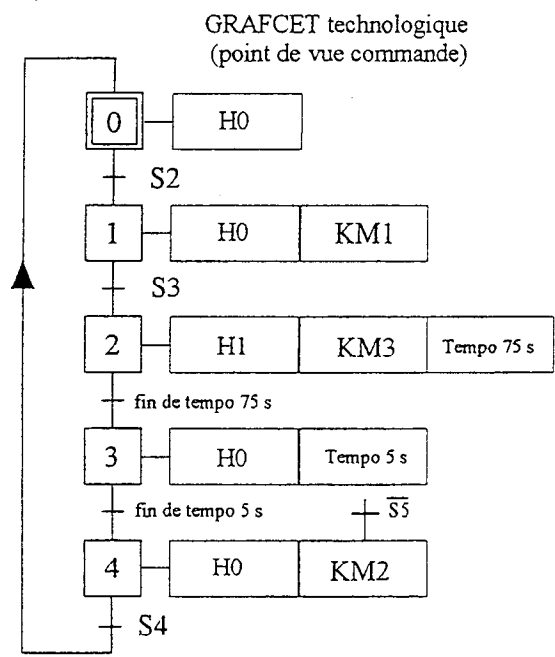 GRAFCET technologique
(point de vue commande)
0 H0
S2
1 H0 KM1
S3
2 H1 KM3 Tempo 75 s
fin de tempo 75 s
3 H0 Tempo 5 s
fin de tempo 5 s S5
4 H0 KM2
S4